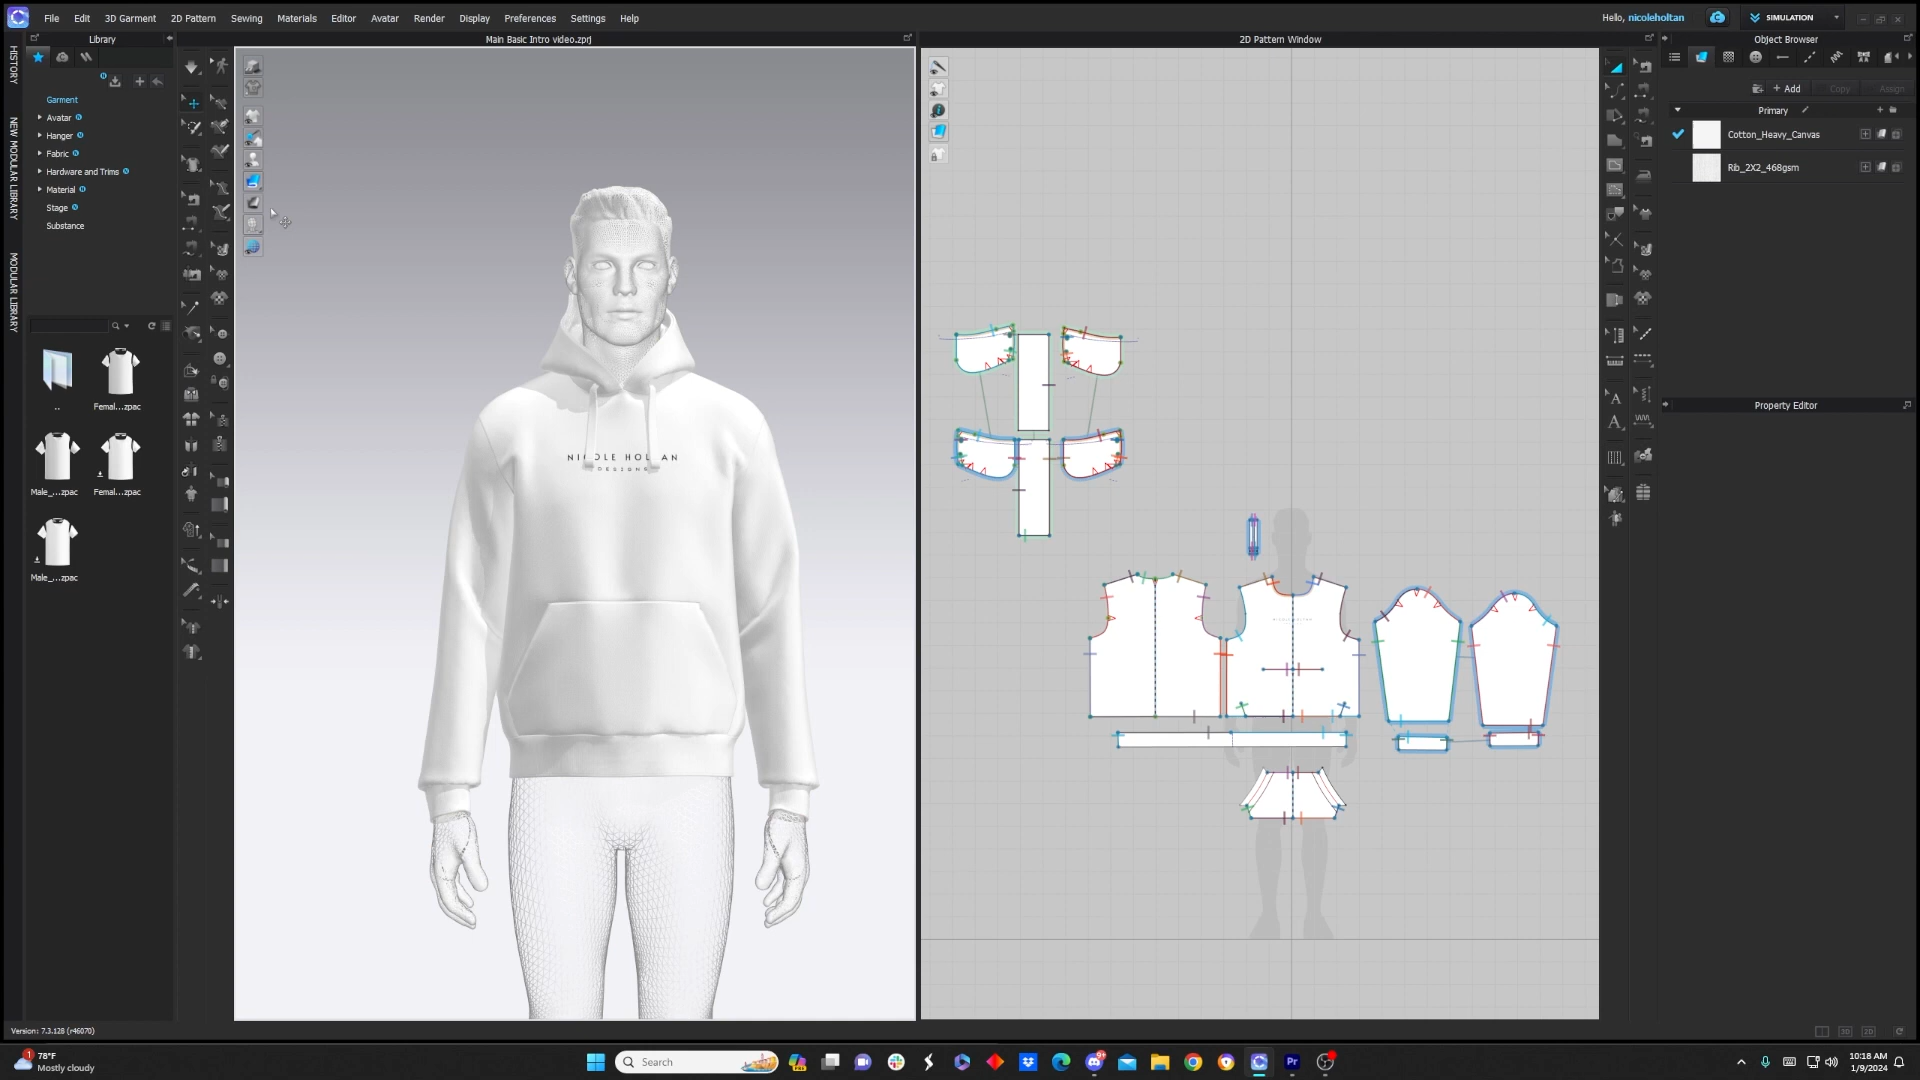 File Edit 3D Garment 2D Pattern Sewing Materials Editor Avatar Render Display Preferences Settings Help
Hello, nicoleholtan
SIMULATION
Library
Main Basic Intro video.zprj
2D Pattern Window
Object Browser
HISTORY
NEW MODULAR LIBRARY
MODULAR LIBRARY
Garment
Avatar
Hanger
Fabric
Hardware and Trims
Material
Stage
Substance
+ Add
Copy
Assign
Primary
Cotton_Heavy_Canvas
Rib_2X2_468gsm
Property Editor
..
Femal...zpac
Male_...zpac
Femal...zpac
Male_...zpac
DESIGNS
Version: 7.3.128 (r46070)
3D
2D
78°F
Mostly cloudy
Search
Pr
10:18 AM
1/9/2024